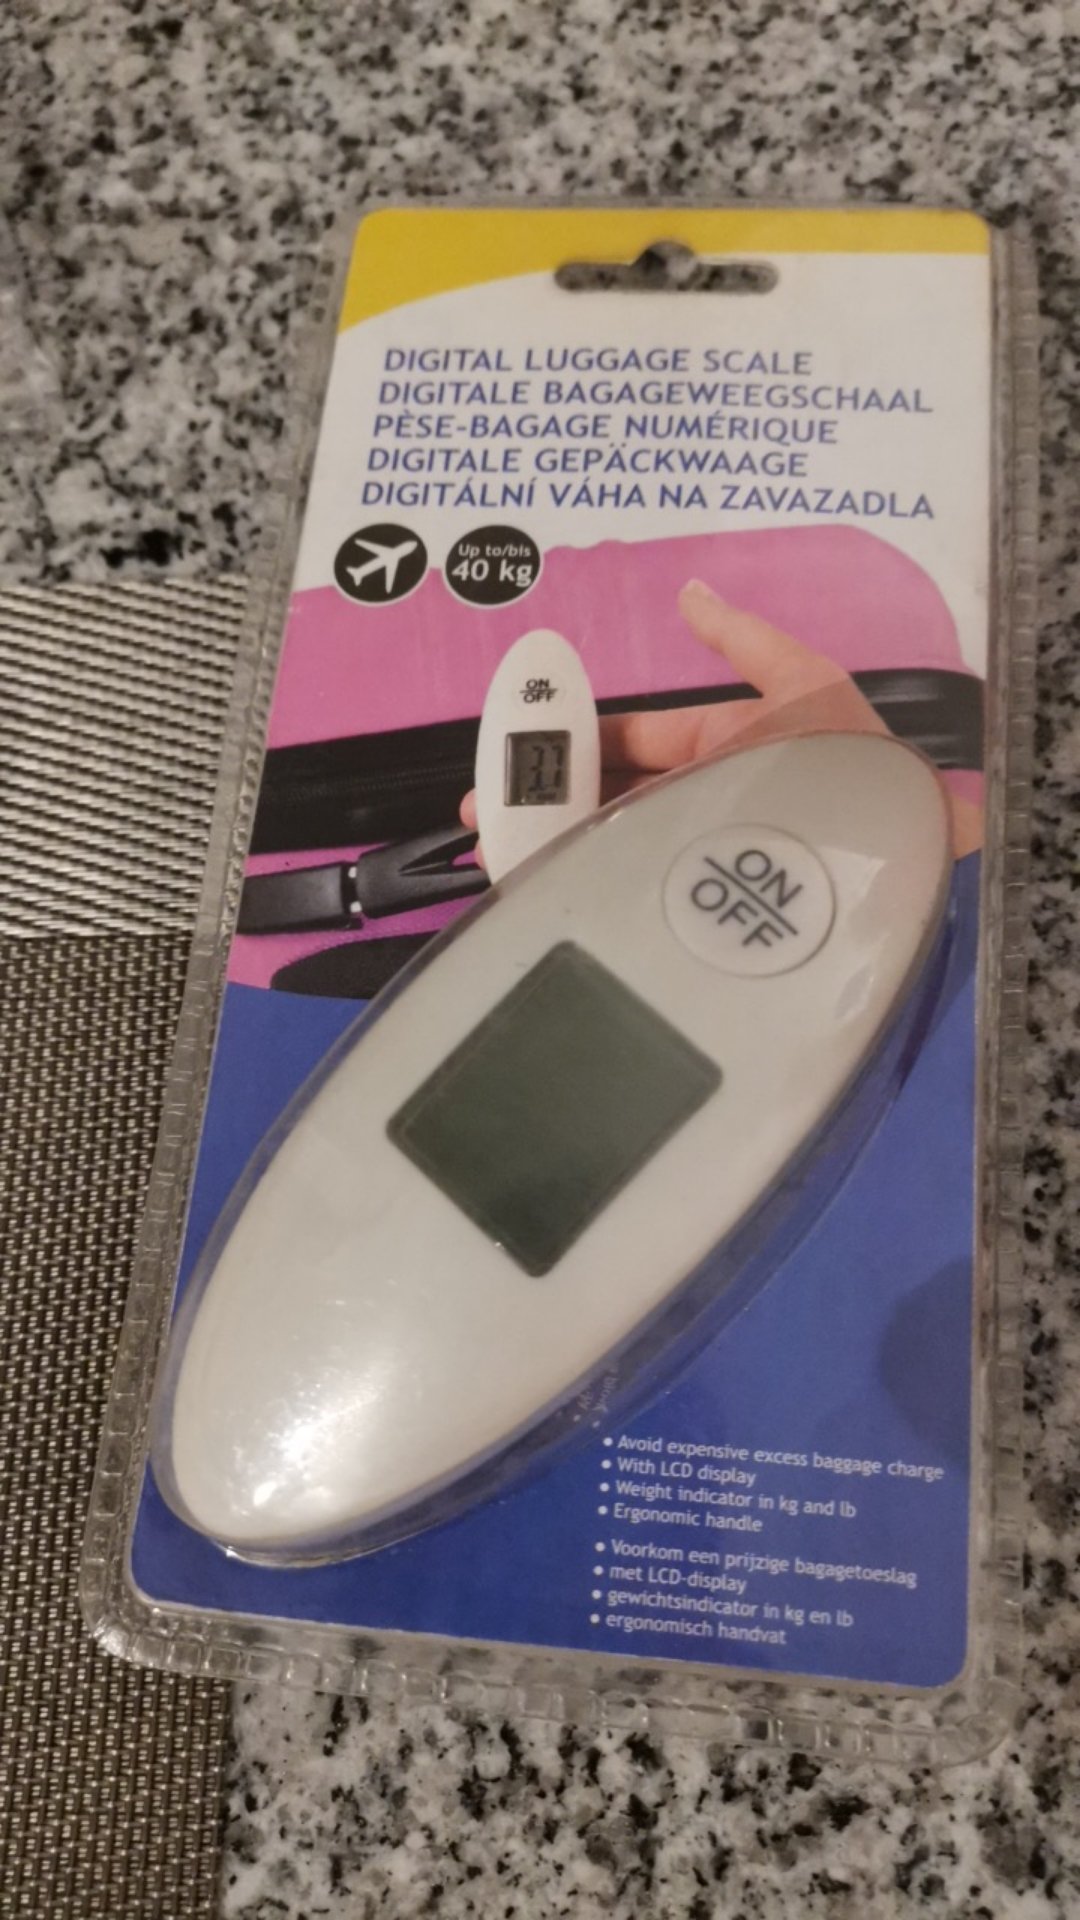 DIGITAL LUGGAGE SCALE
DIGITALE BAGAGEWEEGSCHAAL
PÈSE-BAGAGE NUMÉRIQUE
DIGITALE GEPÄCKWAAGE
DIGITÁLNÍ VÁHA NA ZAVAZADLA
Up to/bis
40 kg
ON
OFF
ON
OFF
• Avoid expensive excess baggage charge
• With LCD display
• Weight indicator in kg and lb
• Ergonomic handle
• Voorkom een prijzige bagagetoeslag
• met LCD-display
• gewichtsindicator in kg en lb
• ergonomisch handvat